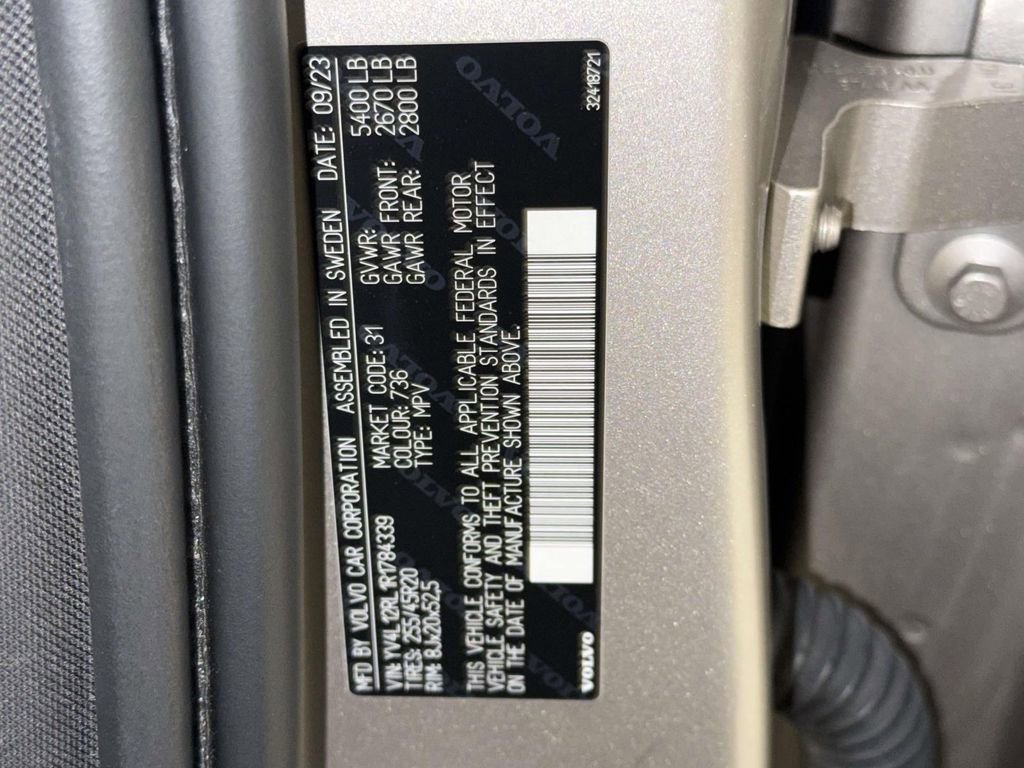 MFD BY VOLVO CAR CORPORATION ASSEMBLED IN SWEDEN DATE: 09/23
VIN: YV4L12RL1R1784339 MARKET CODE: 31 GVWR: 5400 LB
TIRES: 255/45R20 COLOUR: 736 GAWR FRONT: 2670 LB
RIM: 8Jx20x52,5 TYPE: MPV GAWR REAR: 2800 LB
THIS VEHICLE CONFORMS TO ALL APPLICABLE FEDERAL MOTOR
VEHICLE SAFETY AND THEFT PREVENTION STANDARDS IN EFFECT
ON THE DATE OF MANUFACTURE SHOWN ABOVE.
VOLVO 32418721